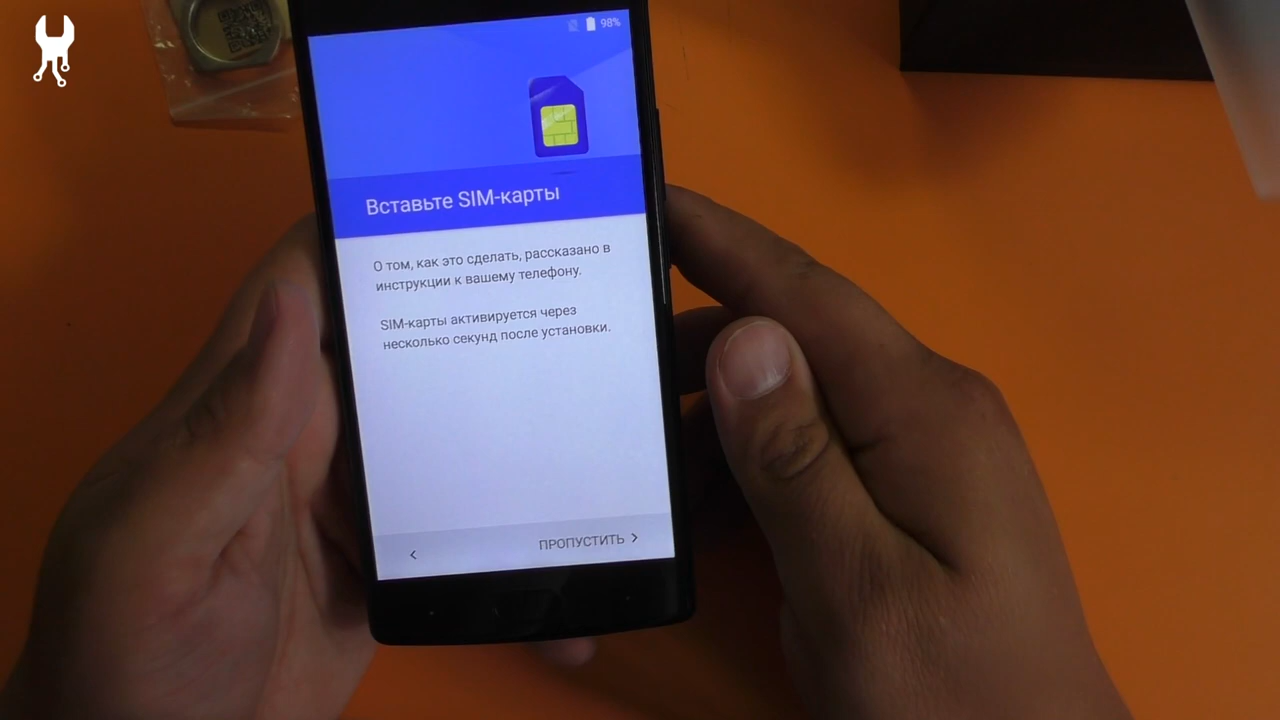 98%
Вставьте SIM-карты
О том, как это сделать, рассказано в
инструкции к вашему телефону.
SIM-карты активируется через
несколько секунд после установки.
ПРОПУСТИТЬ